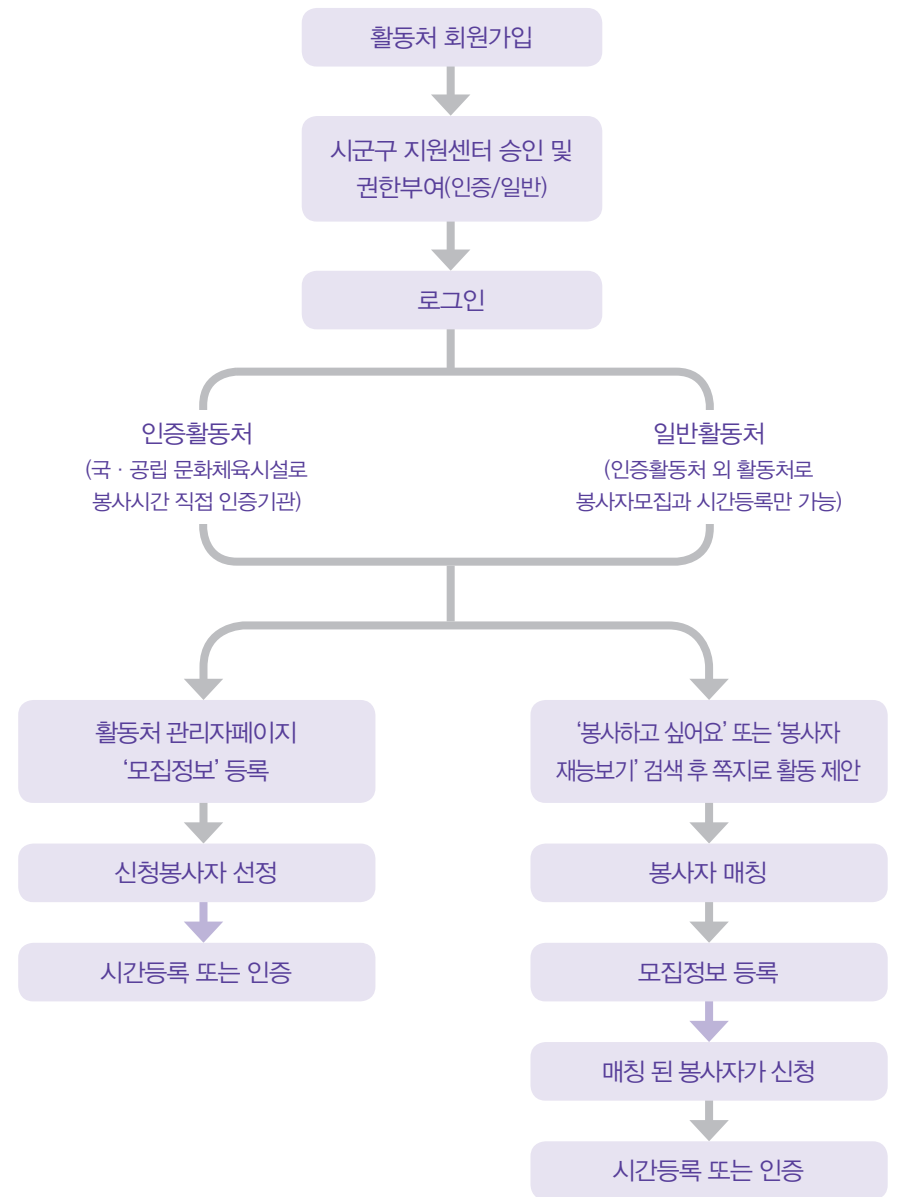 활동처 회원가입
시군구 지원센터 승인 및
권한부여(인증/일반)
로그인
인증활동처
(국 · 공립 문화체육시설로
봉사시간 직접 인증기관)
일반활동처
(인증활동처 외 활동처로
봉사자모집과 시간등록만 가능)
활동처 관리자페이지
‘모집정보’ 등록
신청봉사자 선정
시간등록 또는 인증
‘봉사하고 싶어요’ 또는 ‘봉사자
재능보기’ 검색 후 쪽지로 활동 제안
봉사자 매칭
모집정보 등록
매칭 된 봉사자가 신청
시간등록 또는 인증